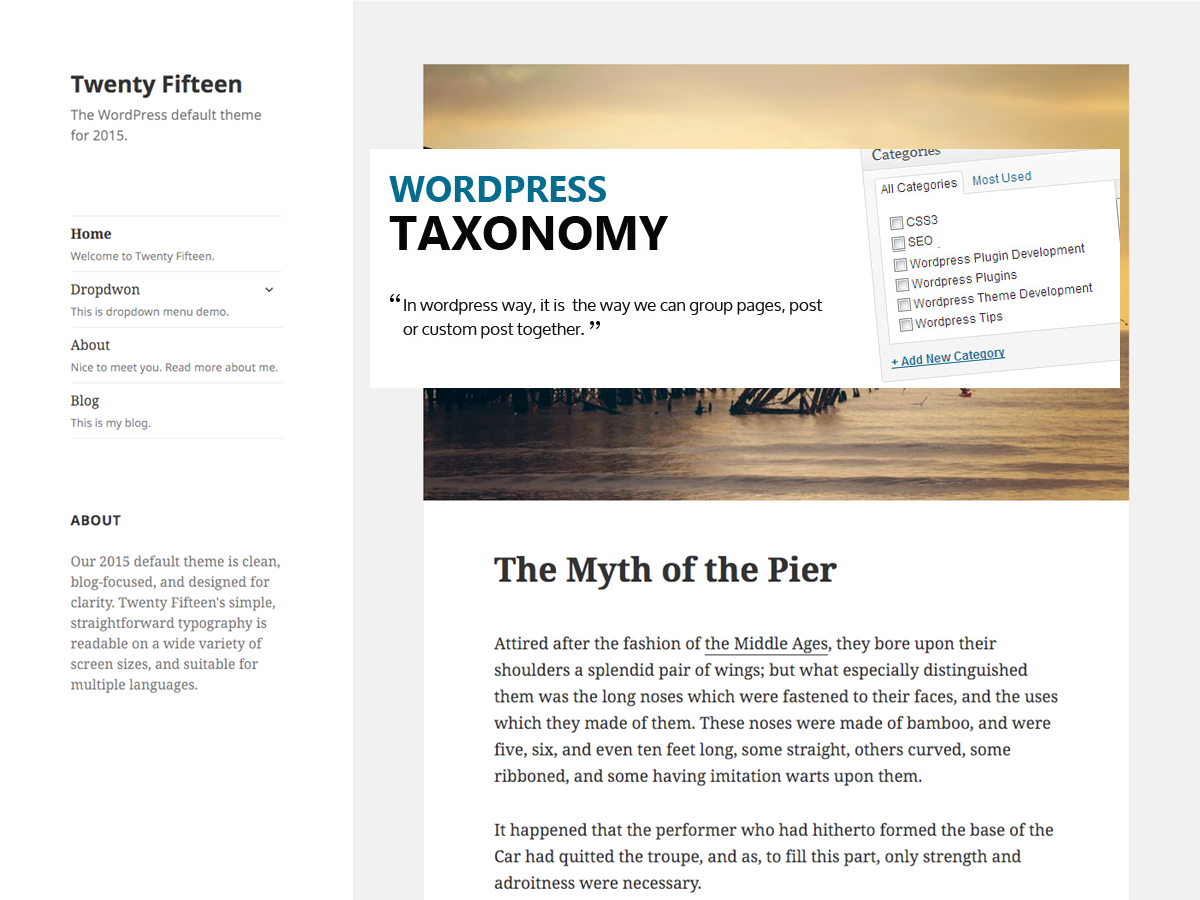 Twenty Fifteen
The WordPress default theme
for 2015.
Home
Welcome to Twenty Fifteen.
Dropdwon
This is dropdown menu demo.
About
Nice to meet you. Read more about me.
Blog
This is my blog.
ABOUT
Our 2015 default theme is clean,
blog-focused, and designed for
clarity. Twenty Fifteen's simple,
straightforward typography is
readable on a wide variety of
screen sizes, and suitable for
multiple languages.
WORDPRESS
TAXONOMY
“In wordpress way, it is the way we can group pages, post
or custom post together.”
Categories
All Categories Most Used
CSS3
SEO
Wordpress Plugin Development
Wordpress Plugins
Wordpress Theme Development
Wordpress Tips
+ Add New Category
The Myth of the Pier
Attired after the fashion of the Middle Ages, they bore upon their
shoulders a splendid pair of wings; but what especially distinguished
them was the long noses which were fastened to their faces, and the uses
which they made of them. These noses were made of bamboo, and were
five, six, and even ten feet long, some straight, others curved, some
ribboned, and some having imitation warts upon them.
It happened that the performer who had hitherto formed the base of the
Car had quitted the troupe, and as, to fill this part, only strength and
adroitness were necessary.